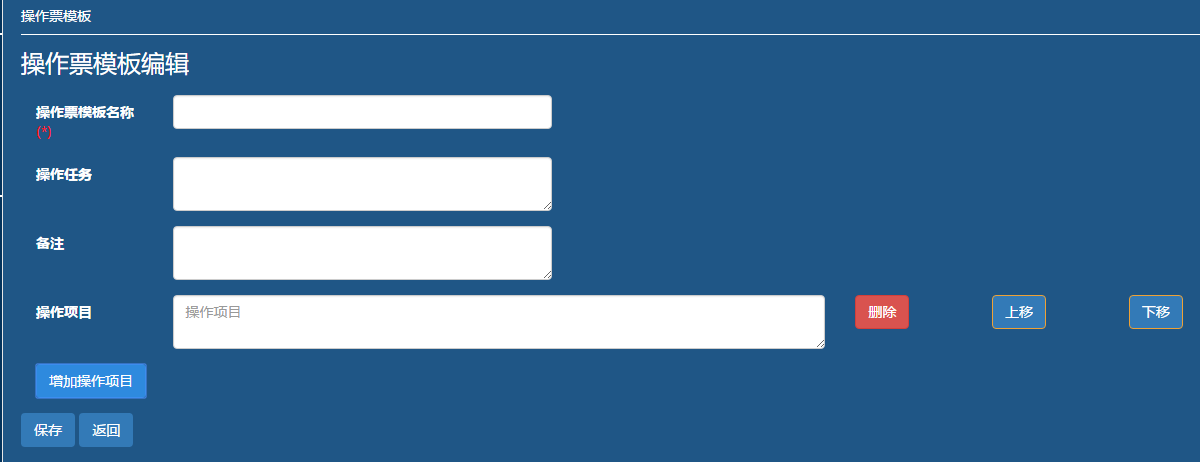 操作票模板
操作票模板编辑
操作票模板名称
(*)
操作任务
备注
操作项目 操作项目 删除 上移 下移
增加操作项目
保存 返回